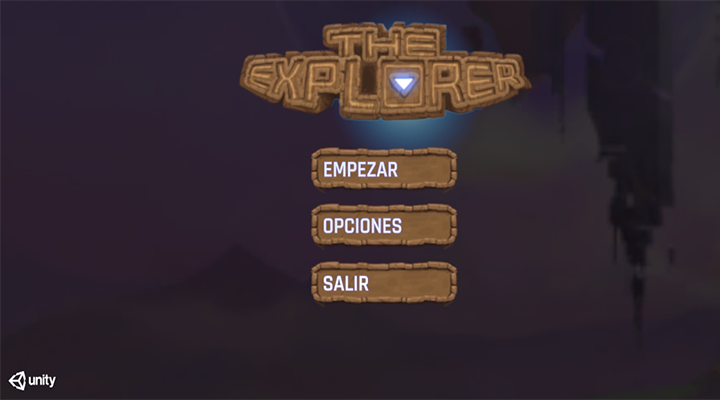 THE
EXPLORER
EMPEZAR
OPCIONES
SALIR
unity